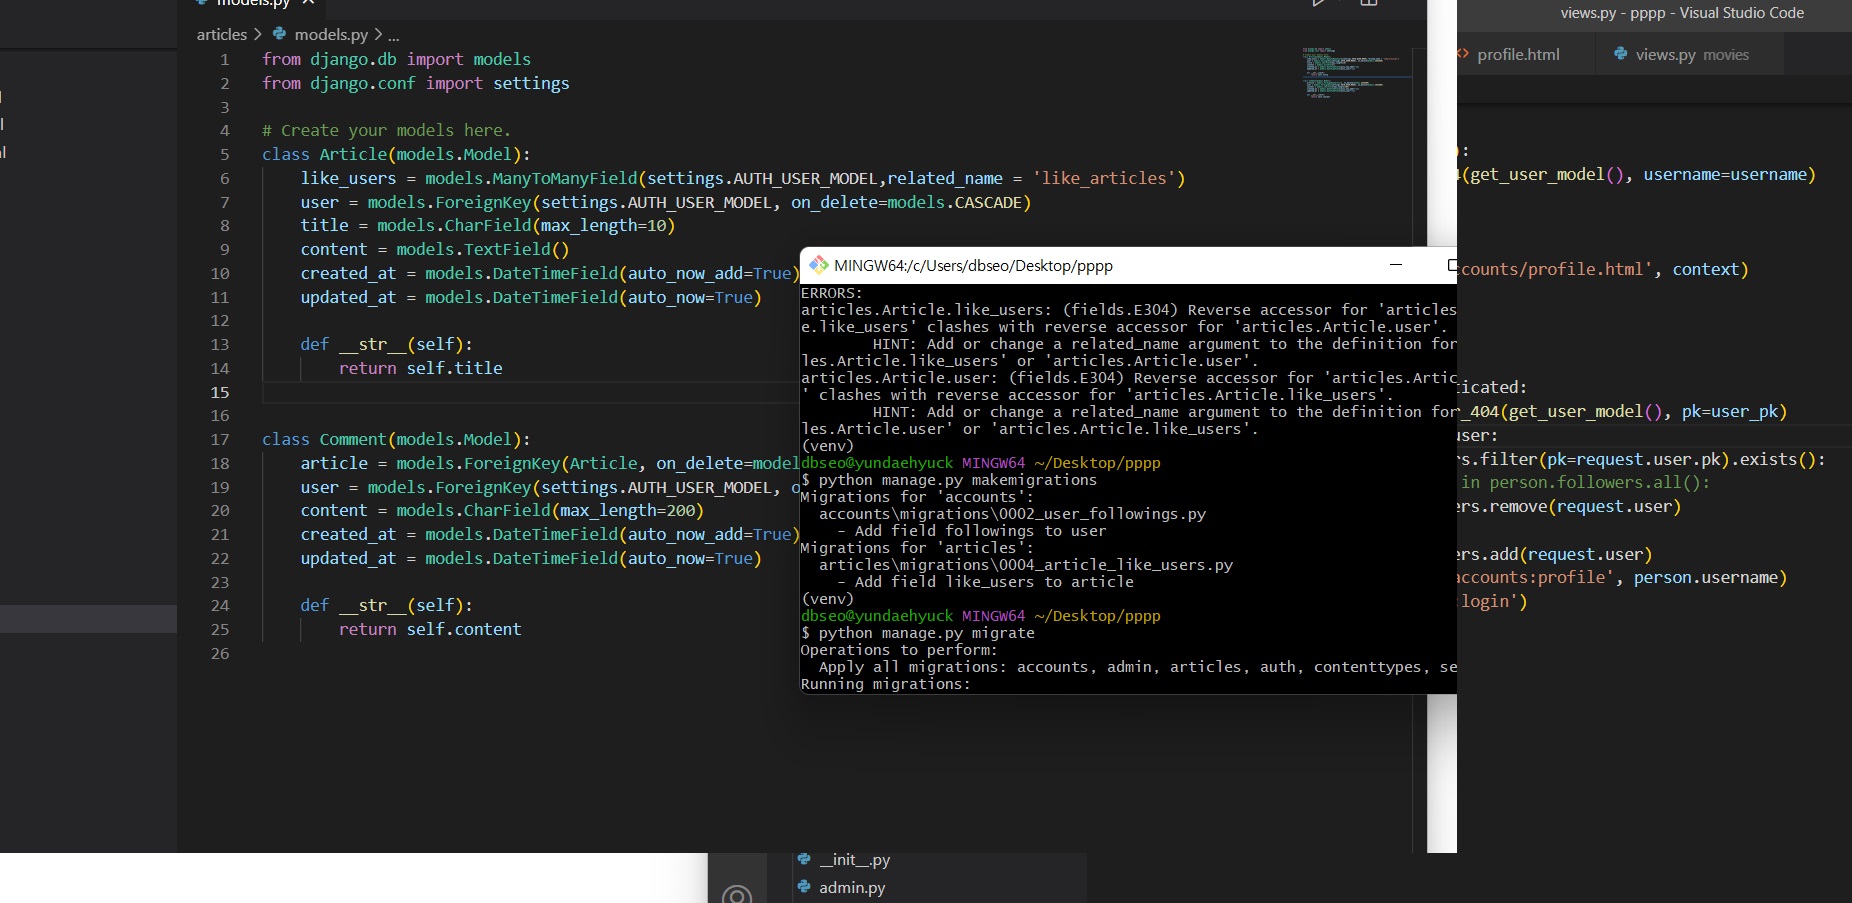 models.py ×
articles > models.py > ...
1 from django.db import models
2 from django.conf import settings
3
4 # Create your models here.
5 class Article(models.Model):
6 like_users = models.ManyToManyField(settings.AUTH_USER_MODEL,related_name = 'like_articles')
7 user = models.ForeignKey(settings.AUTH_USER_MODEL, on_delete=models.CASCADE)
8 title = models.CharField(max_length=10)
9 content = models.TextField()
10 created_at = models.DateTimeField(auto_now_add=True)
11 updated_at = models.DateTimeField(auto_now=True)
12
13 def __str__(self):
14 return self.title
15
16
17 class Comment(models.Model):
18 article = models.ForeignKey(Article, on_delete=model
19 user = models.ForeignKey(settings.AUTH_USER_MODEL, o
20 content = models.CharField(max_length=200)
21 created_at = models.DateTimeField(auto_now_add=True)
22 updated_at = models.DateTimeField(auto_now=True)
23
24 def __str__(self):
25 return self.content
26
MINGW64:/c/Users/dbseo/Desktop/pppp
ERRORS:
articles.Article.like_users: (fields.E304) Reverse accessor for 'articles
e.like_users' clashes with reverse accessor for 'articles.Article.user'.
HINT: Add or change a related_name argument to the definition for
les.Article.like_users' or 'articles.Article.user'.
articles.Article.user: (fields.E304) Reverse accessor for 'articles.Artic
' clashes with reverse accessor for 'articles.Article.like_users'.
HINT: Add or change a related_name argument to the definition for
les.Article.user' or 'articles.Article.like_users'.
(venv)
dbseo@yundaehyuck MINGW64 ~/Desktop/pppp
$ python manage.py makemigrations
Migrations for 'accounts':
accounts\migrations\0002_user_followings.py
- Add field followings to user
Migrations for 'articles':
articles\migrations\0004_article_like_users.py
- Add field like_users to article
(venv)
dbseo@yundaehyuck MINGW64 ~/Desktop/pppp
$ python manage.py migrate
Operations to perform:
Apply all migrations: accounts, admin, articles, auth, contenttypes, se
Running migrations:
views.py - pppp - Visual Studio Code
profile.html views.py movies
):
4(get_user_model(), username=username)
ccounts/profile.html', context)
icated:
_404(get_user_model(), pk=user_pk)
user:
rs.filter(pk=request.user.pk).exists():
in person.followers.all():
ers.remove(request.user)
ers.add(request.user)
accounts:profile', person.username)
login')
__init__.py
admin.py